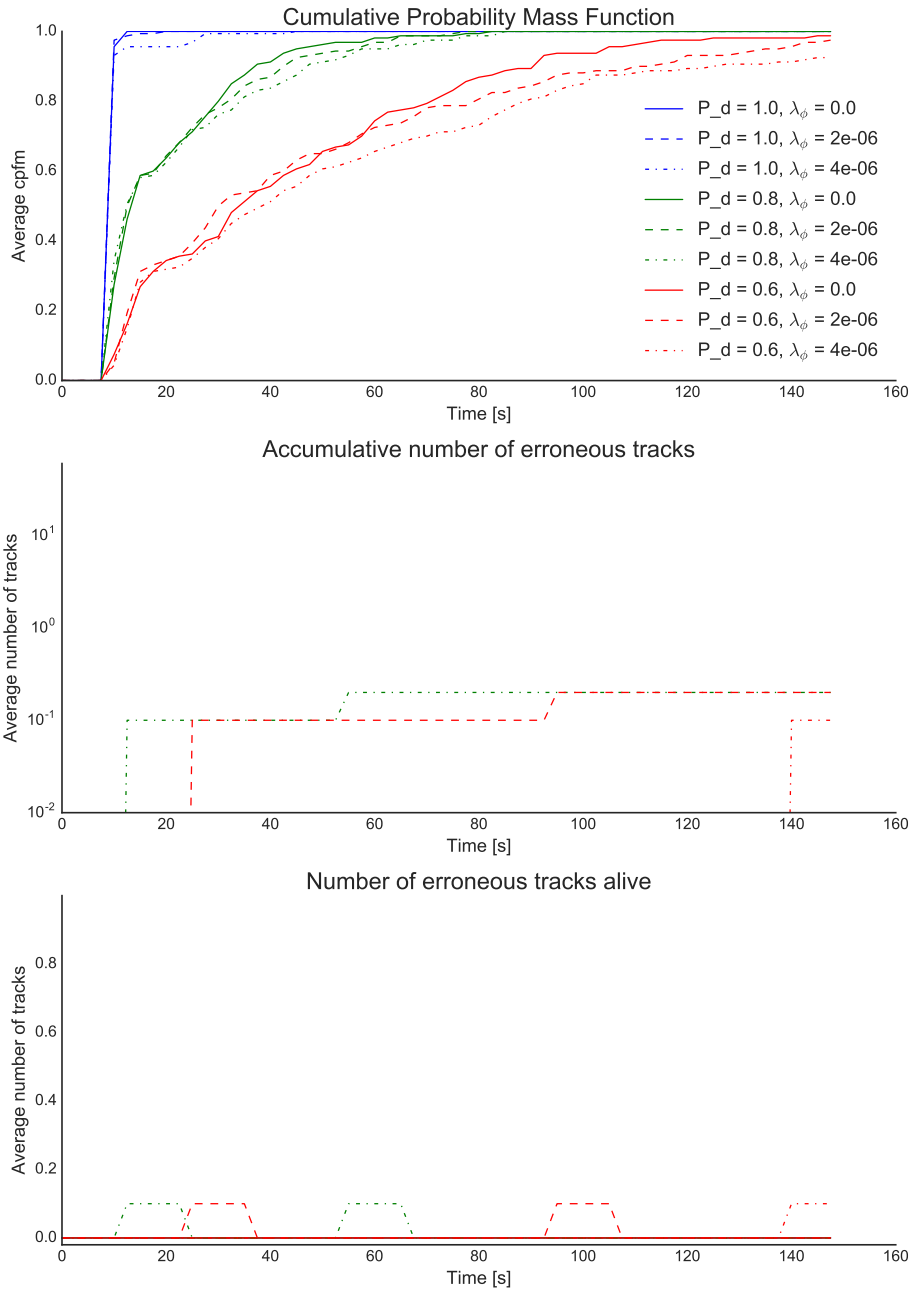 Cumulative Probability Mass Function
1.0
0.8
0.6
0.4
0.2
0.0
Average cpfm
P_d = 1.0, λ_ϕ = 0.0
P_d = 1.0, λ_ϕ = 2e-06
P_d = 1.0, λ_ϕ = 4e-06
P_d = 0.8, λ_ϕ = 0.0
P_d = 0.8, λ_ϕ = 2e-06
P_d = 0.8, λ_ϕ = 4e-06
P_d = 0.6, λ_ϕ = 0.0
P_d = 0.6, λ_ϕ = 2e-06
P_d = 0.6, λ_ϕ = 4e-06
0 20 40 60 80 100 120 140 160
Time [s]
Accumulative number of erroneous tracks
10¹
10⁰
10⁻¹
10⁻²
Average number of tracks
0 20 40 60 80 100 120 140 160
Time [s]
Number of erroneous tracks alive
0.8
0.6
0.4
0.2
0.0
Average number of tracks
0 20 40 60 80 100 120 140 160
Time [s]